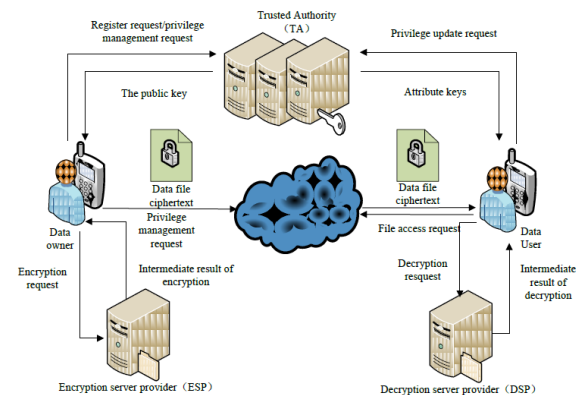 Trusted Authority
（TA）
Register request/privilege
management request
Privilege update request
The public key
Attribute keys
Data file
ciphertext
Privilege
management
request
Data file
ciphertext
File access request
Data
owner
Data
User
Encryption
request
Intermediate result of
encryption
Decryption
resquest
Intermediate
result of
decryption
Encryption server provider（ESP）
Decryption server provider（DSP）